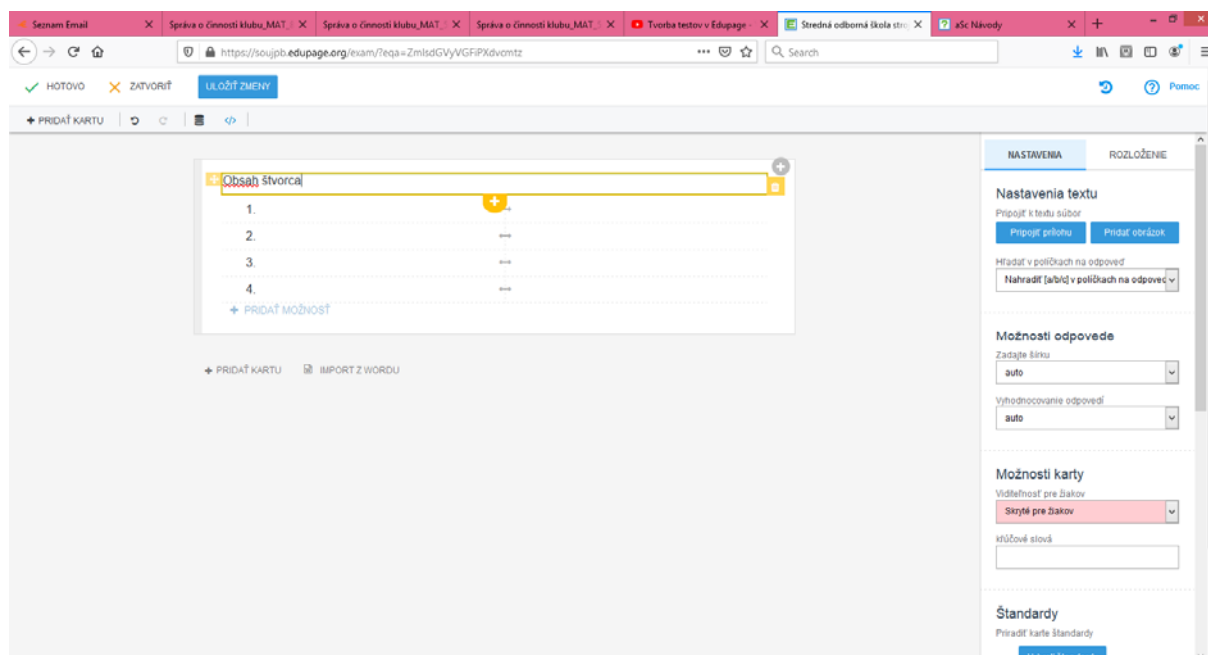 Seznam Email
Správa o činnosti klubu_MAT_
Správa o činnosti klubu_MAT_
Správa o činnosti klubu_MAT_
Tvorba testov v Edupage -
Stredná odborná škola stro
aSc Návody
https://soujpb.edupage.org/exam/?eqa=ZmlsdGVyVGFiPXdvcmtz
Search
HOTOVO
ZATVORIŤ
ULOŽIŤ ZMENY
Pomoc
+ PRIDAŤ KARTU
</>
NASTAVENIA
ROZLOŽENIE
Obsah štvorca
1.
2.
3.
4.
+ PRIDAŤ MOŽNOSŤ
+ PRIDAŤ KARTU
IMPORT Z WORDU
Nastavenia textu
Pripojiť k textu súbor
Pripojiť prílohu
Pridať obrázok
Hľadať v políčkach na odpoveď
Nahradiť [a/b/c] v políčkach na odpoveď
Možnosti odpovede
Zadajte šírku
auto
Vyhodnocovanie odpovedí
auto
Možnosti karty
Viditeľnosť pre žiakov
Skryté pre žiakov
kľúčové slová
Štandardy
Priradiť karte štandardy